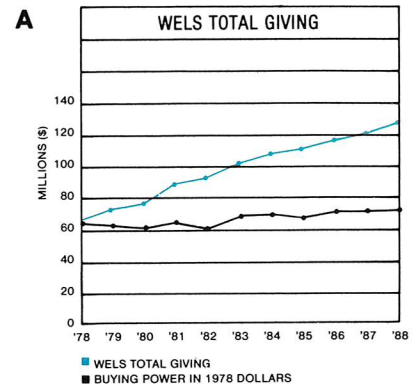 A
WELS TOTAL GIVING
MILLIONS ($)
140
120
100
80
60
40
20
0
'78 '79 '80 '81 '82 '83 '84 '85 '86 '87 '88
WELS TOTAL GIVING
BUYING POWER IN 1978 DOLLARS